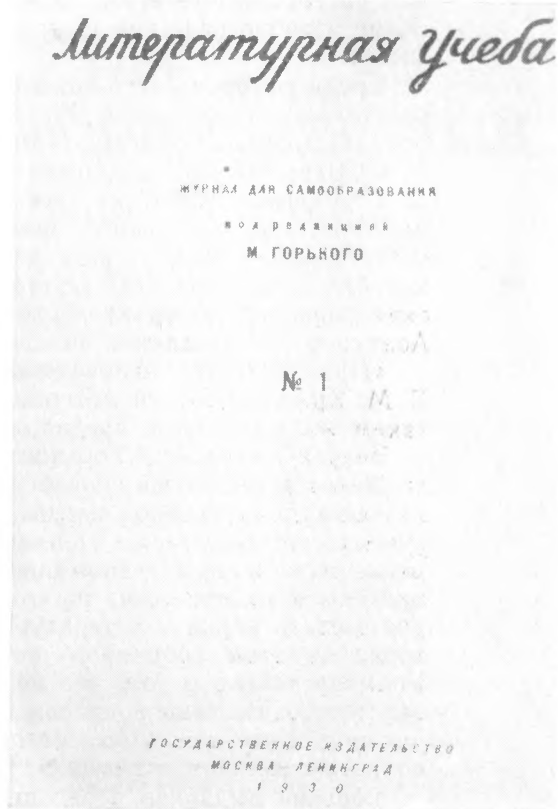 Литературная учеба
ЖУРНАЛ ДЛЯ САМООБРАЗОВАНИЯ
под редакцией
М. ГОРЬКОГО
№ 1
ГОСУДАРСТВЕННОЕ ИЗДАТЕЛЬСТВО
МОСКВА ЛЕНИНГРАД
1930